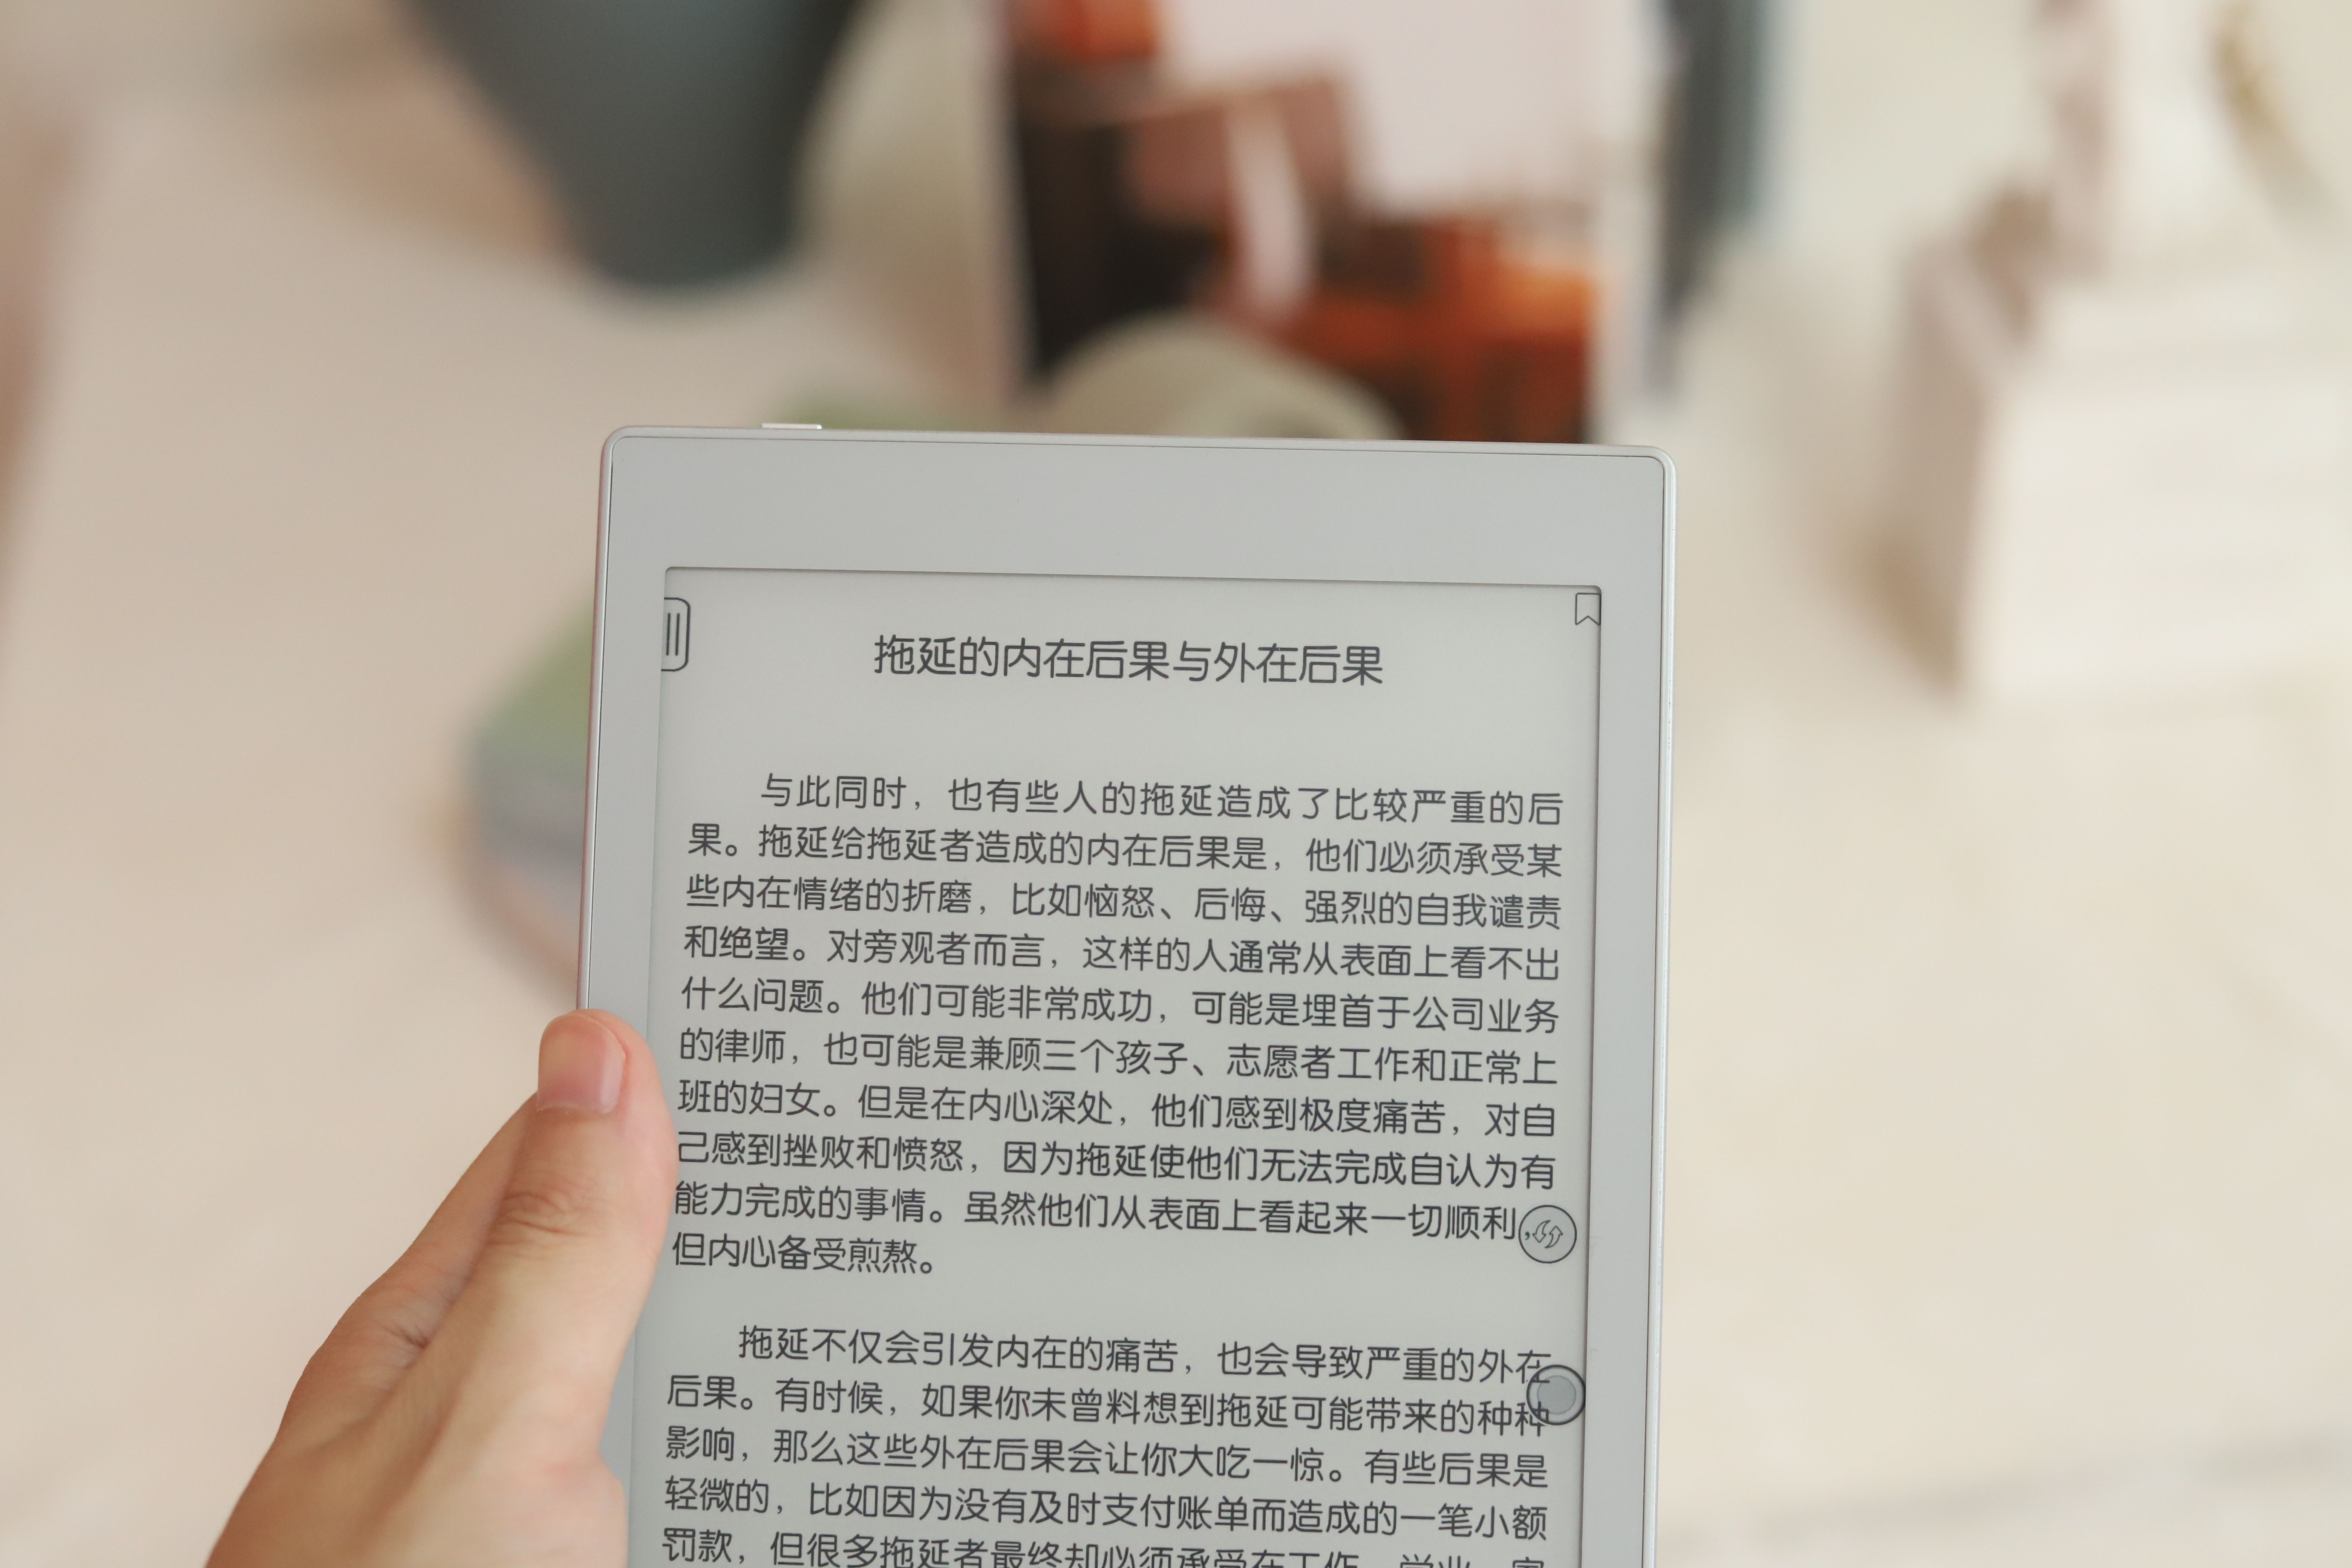 拖延的内在后果与外在后果
与此同时，也有些人的拖延造成了比较严重的后
果。拖延给拖延者造成的内在后果是，他们必须承受某
些内在情绪的折磨，比如恼怒、后悔、强烈的自我谴责
和绝望。对旁观者而言，这样的人通常从表面上看不出
什么问题。他们可能非常成功，可能是埋首于公司业务
的律师，也可能是兼顾三个孩子、志愿者工作和正常上
班的妇女。但是在内心深处，他们感到极度痛苦，对自
己感到挫败和愤怒，因为拖延使他们无法完成自认为有
能力完成的事情。虽然他们从表面上看起来一切顺利，
但内心备受煎熬。
拖延不仅会引发内在的痛苦，也会导致严重的外在
后果。有时候，如果你未曾料想到拖延可能带来的种种
影响，那么这些外在后果会让你大吃一惊。有些后果是
轻微的，比如因为没有及时支付账单而造成的一笔小额
罚款，但很多拖延者最终却必须承受在工作、学业、家